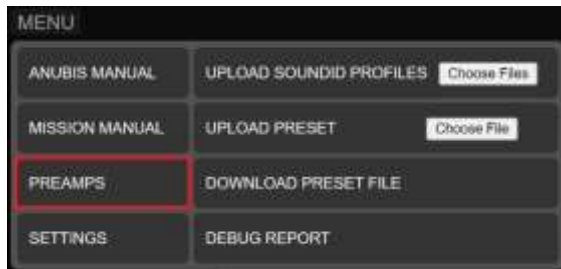 MENU
ANUBIS MANUAL UPLOAD SOUNDID PROFILES Choose Files
MISSION MANUAL UPLOAD PRESET Choose File
PREAMPS DOWNLOAD PRESET FILE
SETTINGS DEBUG REPORT